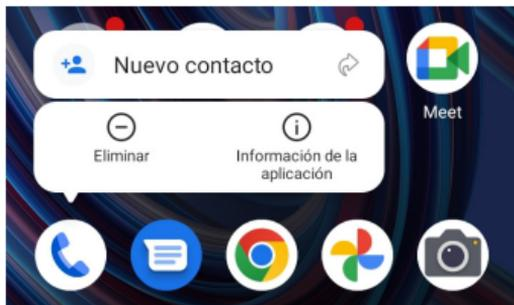 Nuevo contacto
Meet
Eliminar
Información de la
aplicación